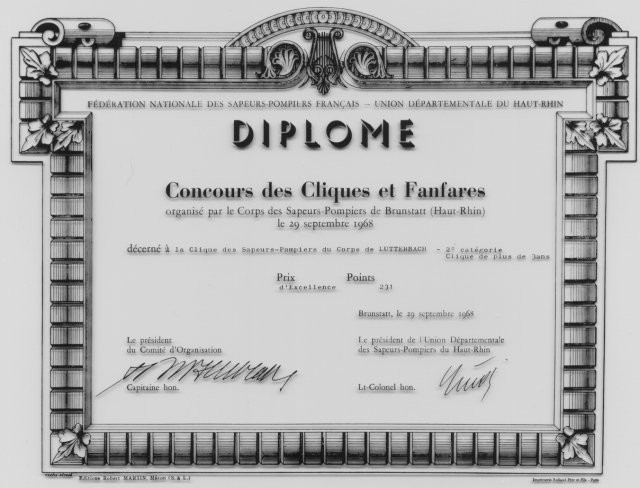 FÉDÉRATION NATIONALE DES SAPEURS-POMPIERS FRANÇAIS – UNION DÉPARTEMENTALE DU HAUT-RHIN
DIPLOME
Concours des Cliques et Fanfares
organisé par le Corps des Sapeurs-Pompiers de Brunstatt (Haut-Rhin)
le 29 septembre 1968
décerné à la Clique des Sapeurs-Pompiers du Corps de LUTTERBACH - 2e catégorie
Clique de plus de 3ans
Prix Points
d'Excellence 231
Brunstatt, le 29 septembre 1968
Le président
du Comité d'Organisation
Le président de l'Union Départementale
des Sapeurs-Pompiers du Haut-Rhin
Capitaine hon.
Lt-Colonel hon.
Editions Robert MARTIN, Mâcon (S. & L.)